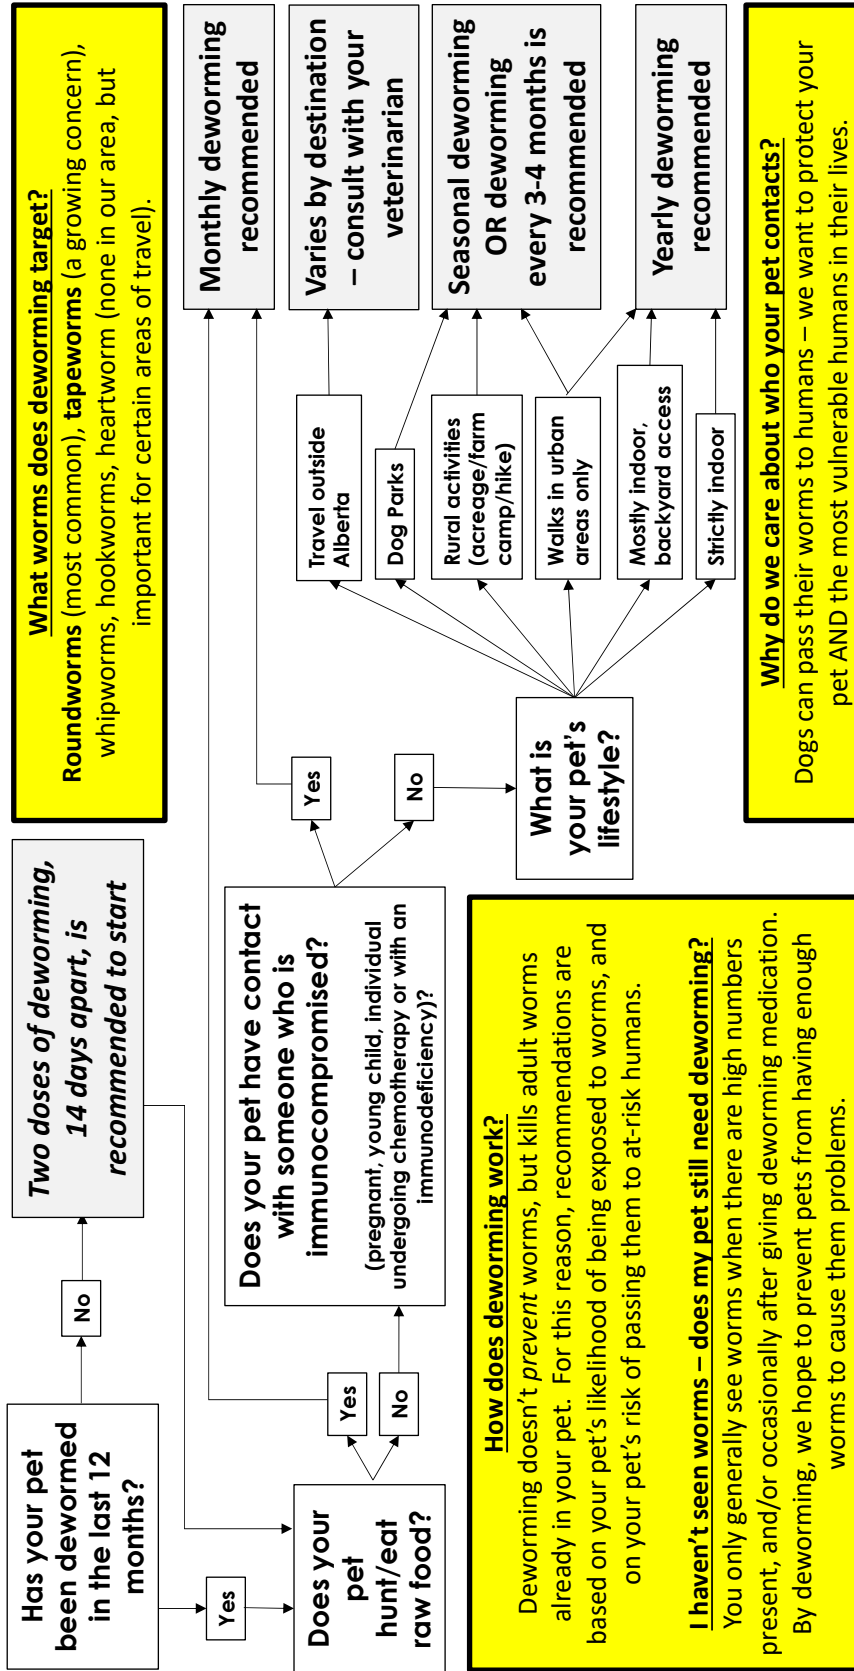 Has your pet
been dewormed
in the last 12
months?
No
Two doses of deworming,
14 days apart, is
recommended to start
Yes
Does your
pet
hunt/eat
raw food?
Yes
No
Does your pet have contact
with someone who is
immunocompromised?
(pregnant, young child, individual
undergoing chemotherapy or with an
immunodeficiency)?
Yes
No
What is
your pet's
lifestyle?
Travel outside
Alberta
Dog Parks
Rural activities
(acreage/farm
camp/hike)
Walks in urban
areas only
Mostly indoor,
backyard access
Strictly indoor
Monthly deworming
recommended
Varies by destination
– consult with your
veterinarian
Seasonal deworming
OR deworming
every 3-4 months is
recommended
Yearly deworming
recommended
What worms does deworming target?
Roundworms (most common), tapeworms (a growing concern),
whipworms, hookworms, heartworm (none in our area, but
important for certain areas of travel).
How does deworming work?
Deworming doesn't prevent worms, but kills adult worms
already in your pet. For this reason, recommendations are
based on your pet's likelihood of being exposed to worms, and
on your pet's risk of passing them to at-risk humans.
I haven't seen worms – does my pet still need deworming?
You only generally see worms when there are high numbers
present, and/or occasionally after giving deworming medication.
By deworming, we hope to prevent pets from having enough
worms to cause them problems.
Why do we care about who your pet contacts?
Dogs can pass their worms to humans – we want to protect your
pet AND the most vulnerable humans in their lives.